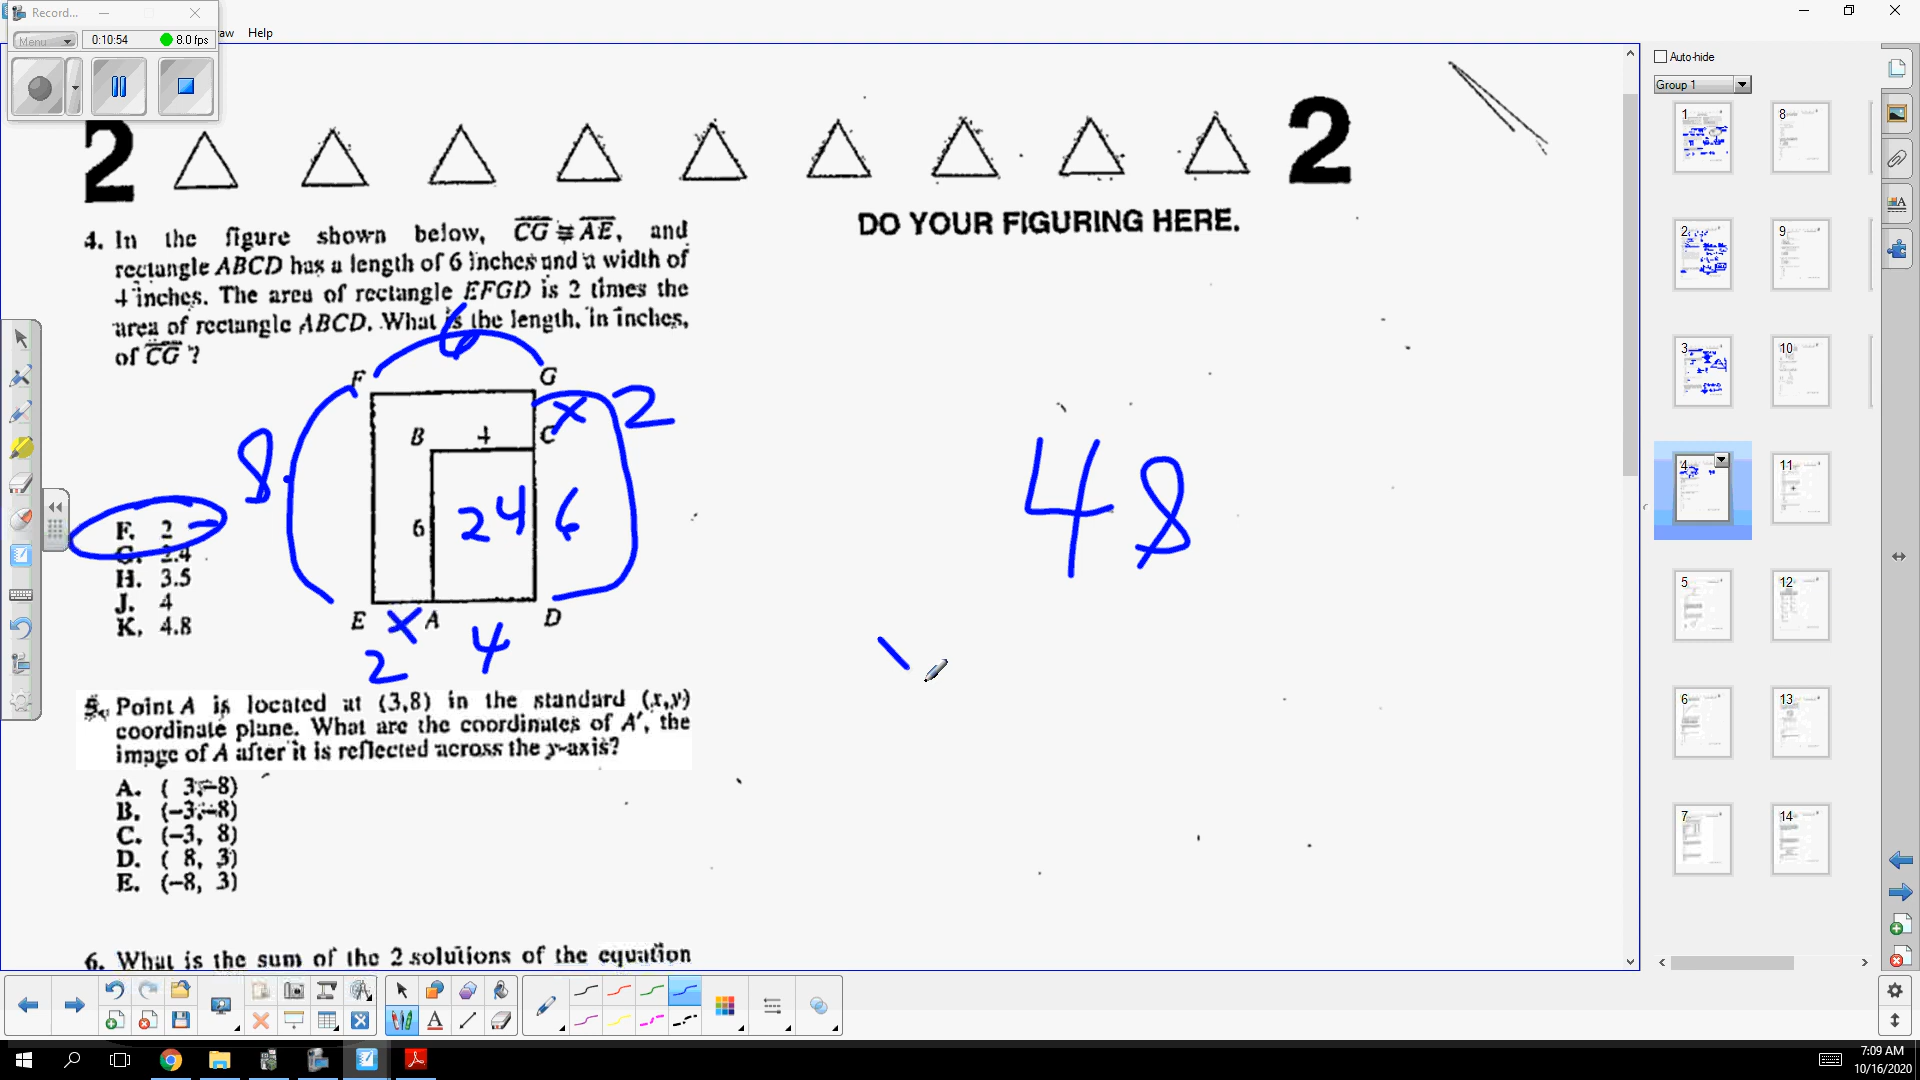 Record...
Menu
0:10:54
8.0 fps
aw Help
Auto-hide
Group 1
2 2
DO YOUR FIGURING HERE.
4. In the figure shown below, CG ≅ AE, and
rectangle ABCD has a length of 6 inches and a width of
4 inches. The area of rectangle EFGD is 2 times the
area of rectangle ABCD. What is the length, in inches,
of CG ?
6
F G
x 2
B 4 C
8
6 24 6
E x A D
2 4
F. 2
G. 2.4
H. 3.5
J. 4
K. 4.8
48
5. Point A is located at (3,8) in the standard (x,y)
coordinate plane. What are the coordinates of A′, the
image of A after it is reflected across the y-axis?
A. ( 3,−8)
B. (−3,−8)
C. (−3, 8)
D. ( 8, 3)
E. (−8, 3)
6. What is the sum of the 2 solutions of the equation
1 8
2 9
3 10
4 11
5 12
6 13
7 14
7:09 AM
10/16/2020